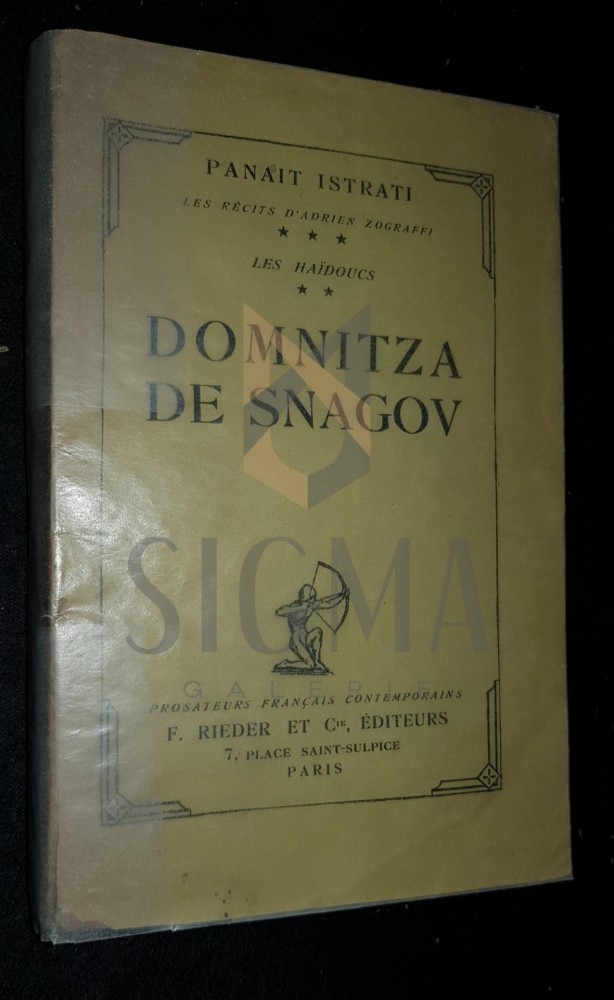 PANAÏT ISTRATI
LES RÉCITS D'ADRIEN ZOGRAFFI
★ ★ ★
LES HAÏDOUCS
★ ★
DOMNITZA
DE SNAGOV
SIGMA
GALERIE
PROSATEURS FRANÇAIS CONTEMPORAINS
F. RIEDER ET Cie, ÉDITEURS
7, PLACE SAINT-SULPICE
PARIS